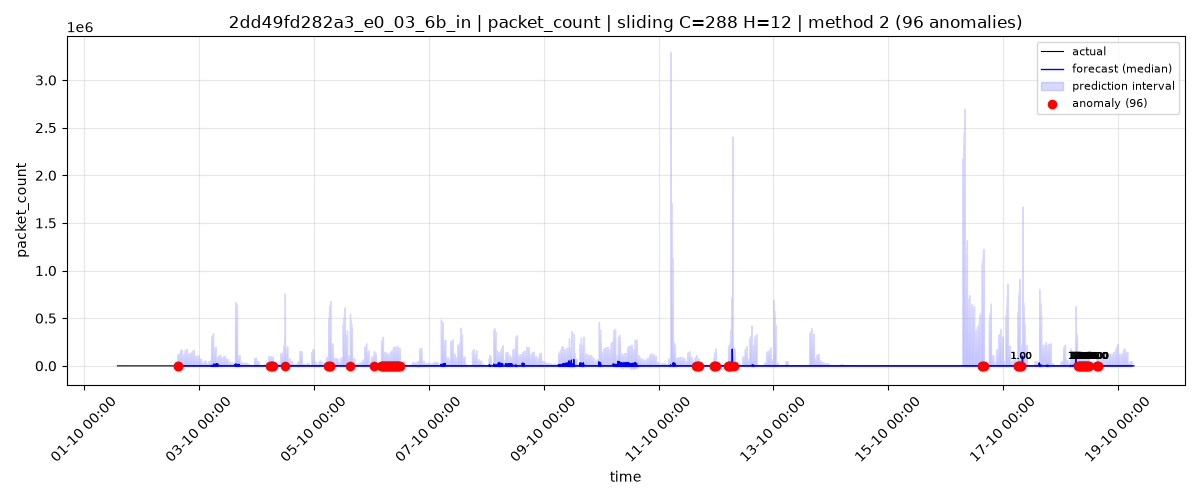 2dd49fd282a3_e0_03_6b_in | packet_count | sliding C=288 H=12 | method 2 (96 anomalies)
1e6
actual
forecast (median)
prediction interval
anomaly (96)
3.0
2.5
2.0
1.5
1.0
0.5
0.0
packet_count
1.00
01-10 00:00
03-10 00:00
05-10 00:00
07-10 00:00
09-10 00:00
11-10 00:00
13-10 00:00
15-10 00:00
17-10 00:00
19-10 00:00
time